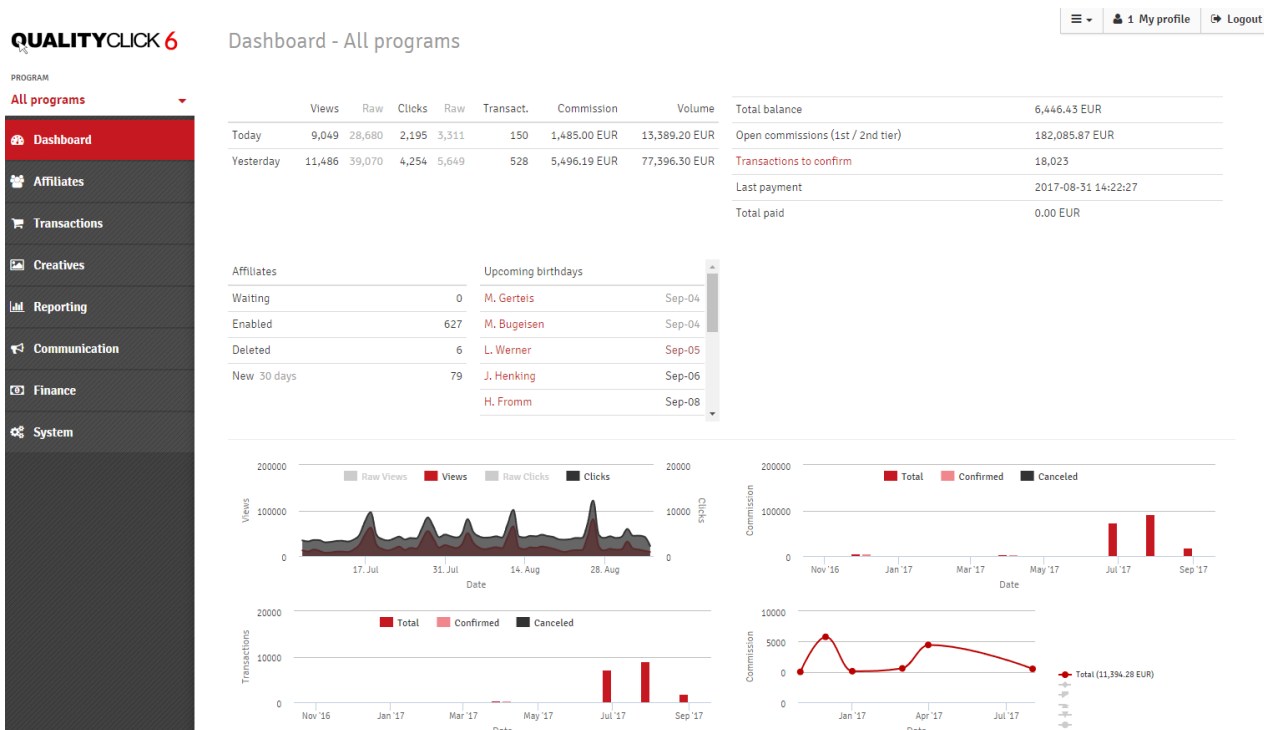 1 My profile Logout
QUALITYCLICK 6
Dashboard - All programs
PROGRAM
All programs
Dashboard
Affiliates
Transactions
Creatives
Reporting
Communication
Finance
System
Views Raw Clicks Raw Transact. Commission Volume
Today 9,049 28,680 2,195 3,311 150 1,485.00 EUR 13,389.20 EUR
Yesterday 11,486 39,070 4,254 5,649 528 5,496.19 EUR 77,396.30 EUR
Total balance 6,446.43 EUR
Open commissions (1st / 2nd tier) 182,085.87 EUR
Transactions to confirm 18,023
Last payment 2017-08-31 14:22:27
Total paid 0.00 EUR
Affiliates
Waiting 0
Enabled 627
Deleted 6
New 30 days 79
Upcoming birthdays
M. Gerteis Sep-04
M. Bugeisen Sep-04
L. Werner Sep-05
J. Henking Sep-06
H. Fromm Sep-08
200000 20000
Raw Views Views Raw Clicks Clicks
Views
100000 10000
Clicks
0 0
17. Jul 31. Jul 14. Aug 28. Aug
Date
200000
Total Confirmed Canceled
Commission
100000
0
Nov '16 Jan '17 Mar '17 May '17 Jul '17 Sep '17
Date
20000
Total Confirmed Canceled
Transactions
10000
0
Nov '16 Jan '17 Mar '17 May '17 Jul '17 Sep '17
Date
10000
Commission
5000
0
Total (11,394.28 EUR)
0
Jan '17 Apr '17 Jul '17
Date